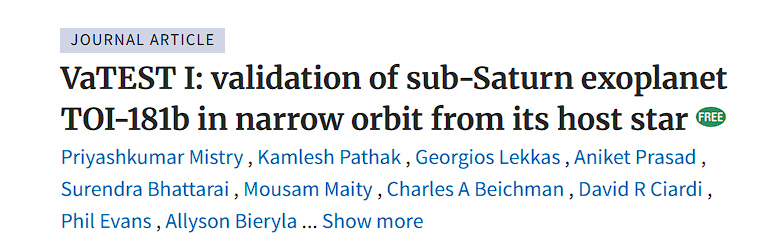 JOURNAL ARTICLE
VaTEST I: validation of sub-Saturn exoplanet
TOI-181b in narrow orbit from its host star FREE
Priyashkumar Mistry , Kamlesh Pathak , Georgios Lekkas , Aniket Prasad ,
Surendra Bhattarai , Mousam Maity , Charles A Beichman , David R Ciardi ,
Phil Evans , Allyson Bieryla ... Show more